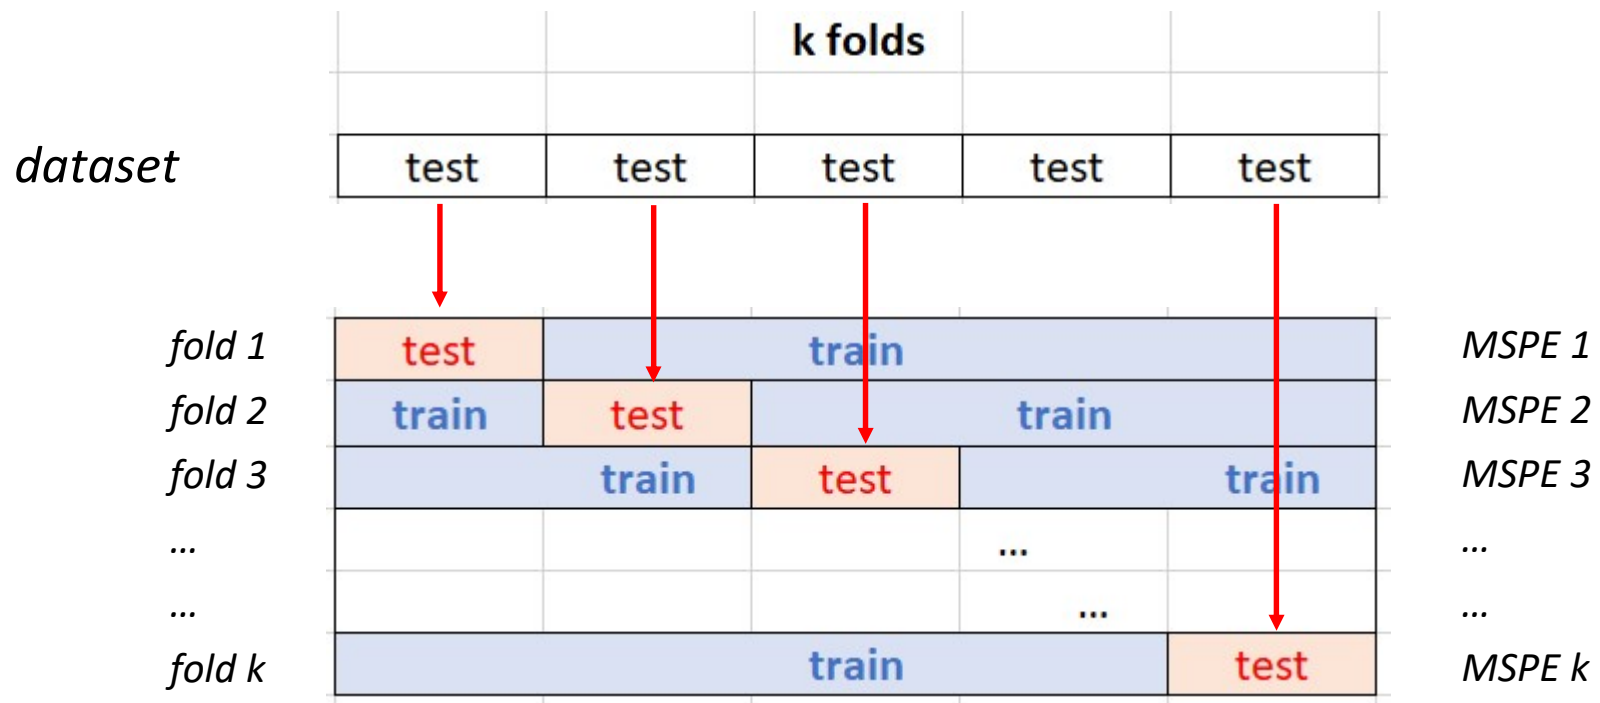 k folds
dataset test test test test test
fold 1 test train MSPE 1
fold 2 train test train MSPE 2
fold 3 train test train MSPE 3
... ... ...
... ... ...
fold k train test MSPE k